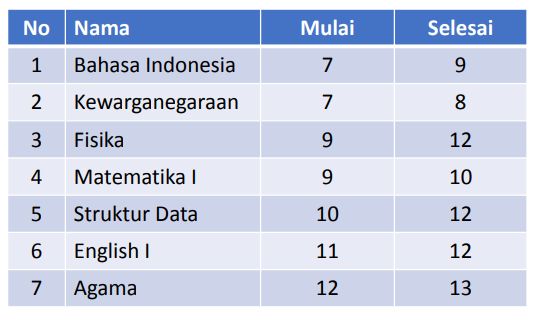 No Nama Mulai Selesai
1 Bahasa Indonesia 7 9
2 Kewarganegaraan 7 8
3 Fisika 9 12
4 Matematika I 9 10
5 Struktur Data 10 12
6 English I 11 12
7 Agama 12 13